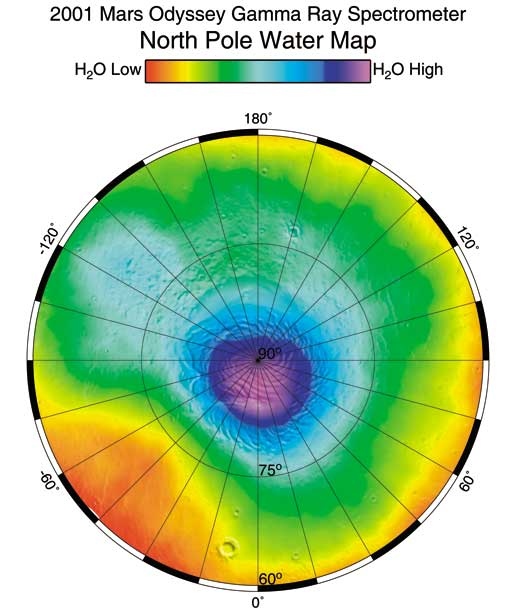 2001 Mars Odyssey Gamma Ray Spectrometer
North Pole Water Map
H₂O Low H₂O High
180°
-120° 120°
90°
75°
-60° 60°
60°
0°